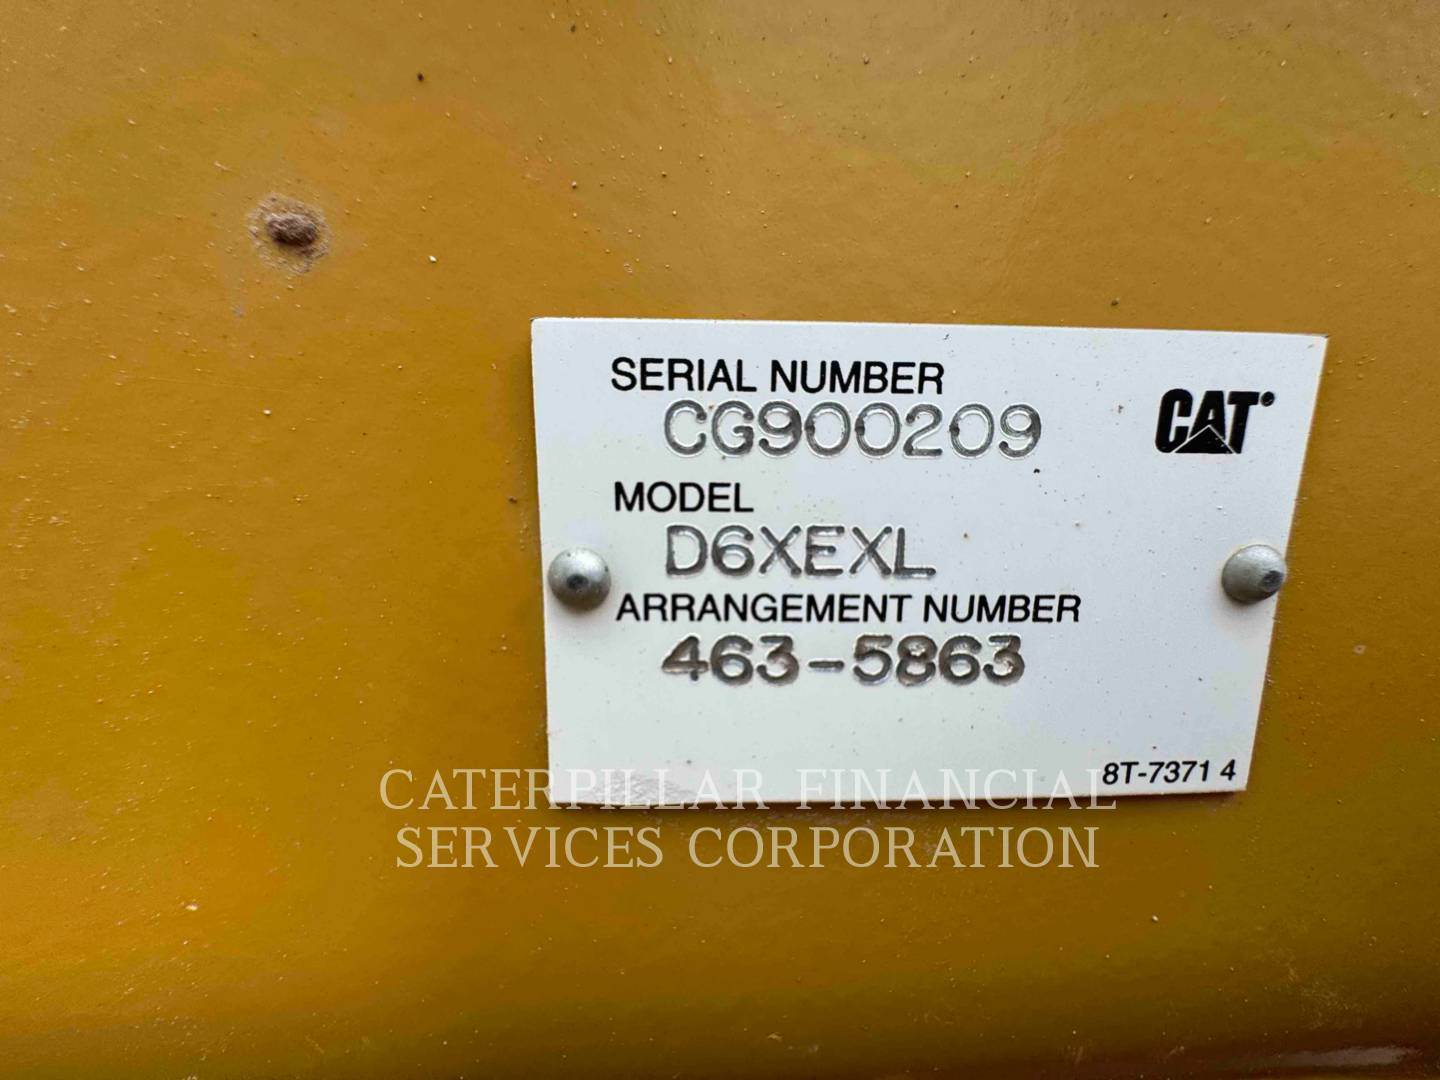 SERIAL NUMBER
CG900209
CAT
MODEL
D6XEXL
ARRANGEMENT NUMBER
463-5863
8T-7371 4
CATERPILLAR FINANCIAL
SERVICES CORPORATION